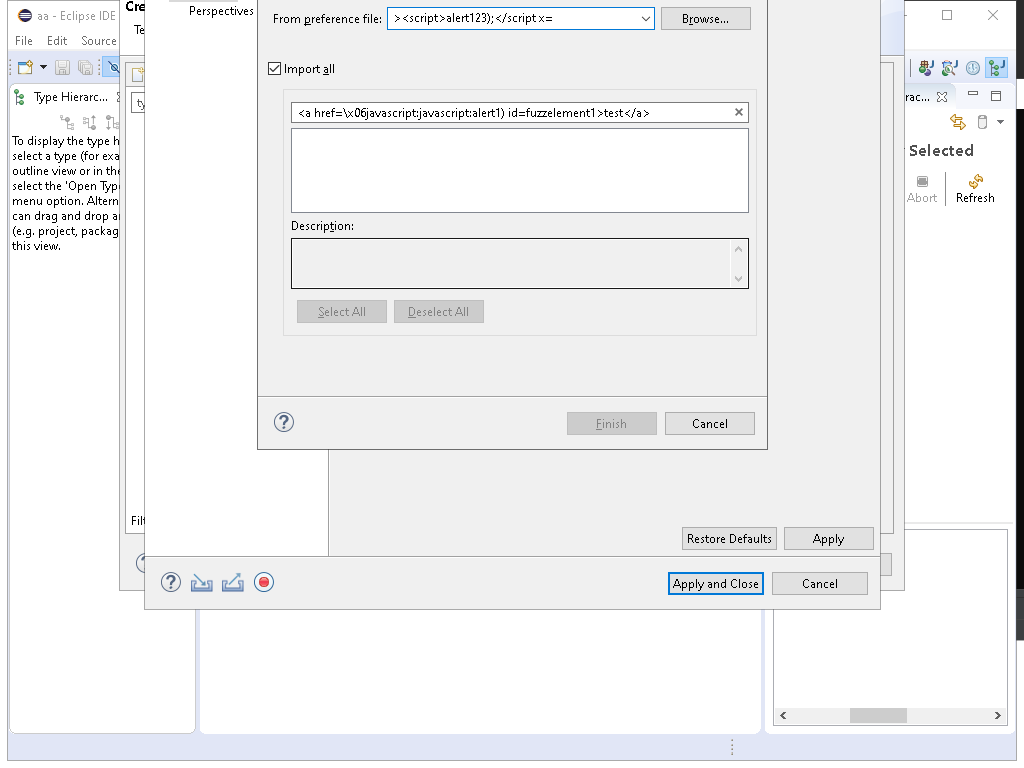 aa - Eclipse IDE
Cre
Perspectives
From preference file:
><script>alert123);</script x=
Browse...
File
Edit
Source
Te
Import all
Type Hierarc...
rac...
<a href=\x06javascript:javascript:alert1) id=fuzzelement1>test</a>
To display the type h
select a type (for exa
outline view or in the
select the 'Open Typ
menu option. Altern
can drag and drop a
(e.g. project, packag
this view.
Selected
Abort
Refresh
Description:
Select All
Deselect All
Finish
Cancel
Filt
Restore Defaults
Apply
Apply and Close
Cancel